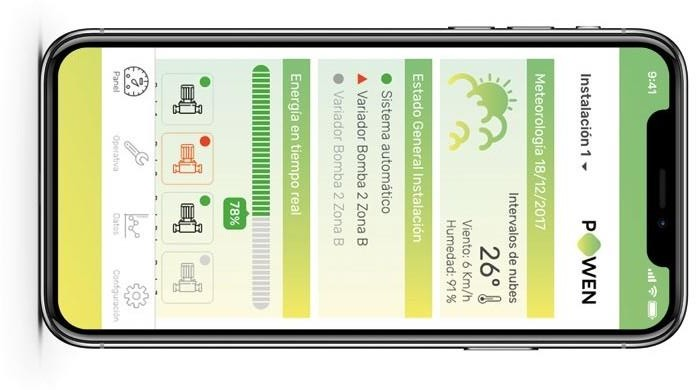 9:41
Instalación 1
POWEN
Meteorología 18/12/2017
Intervalos de nubes
26°
Viento: 6 Km/h
Humedad: 91 %
Estado General Instalación
Sistema automático
Variador Bomba 2 Zona B
Variador Bomba 2 Zona B
Energía en tiempo real
78%
Panel
Operativa
Datos
Configuración